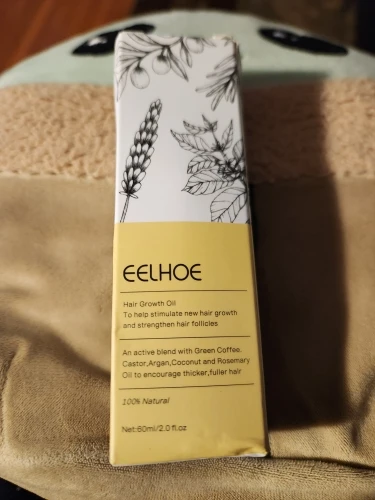 EELHOE
Hair Growth Oil
To help stimulate new hair growth
and strengthen hair follicles
An active blend with Green Coffee,
Castor,Argan,Coconut and Rosemary
Oil to encourage thicker,fuller hair
100% Natural
Net:60ml/2.0 fl.oz